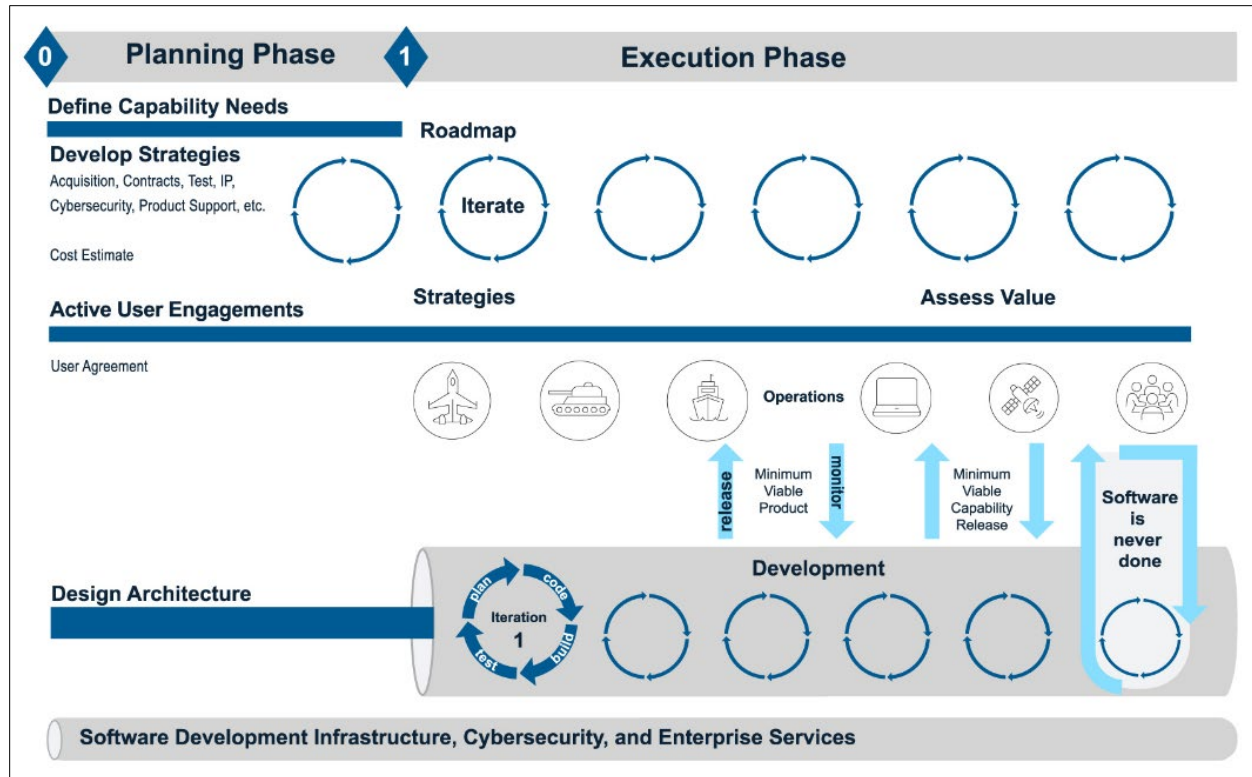 0
Planning Phase
1
Execution Phase
Define Capability Needs
Roadmap
Develop Strategies
Acquisition, Contracts, Test, IP,
Cybersecurity, Product Support, etc.
Iterate
Cost Estimate
Strategies
Assess Value
Active User Engagements
User Agreement
Operations
release
Minimum
Viable
Product
monitor
Minimum
Viable
Capability
Release
Software
is
never
done
Development
Design Architecture
plan
code
Iteration
1
test
build
Software Development Infrastructure, Cybersecurity, and Enterprise Services